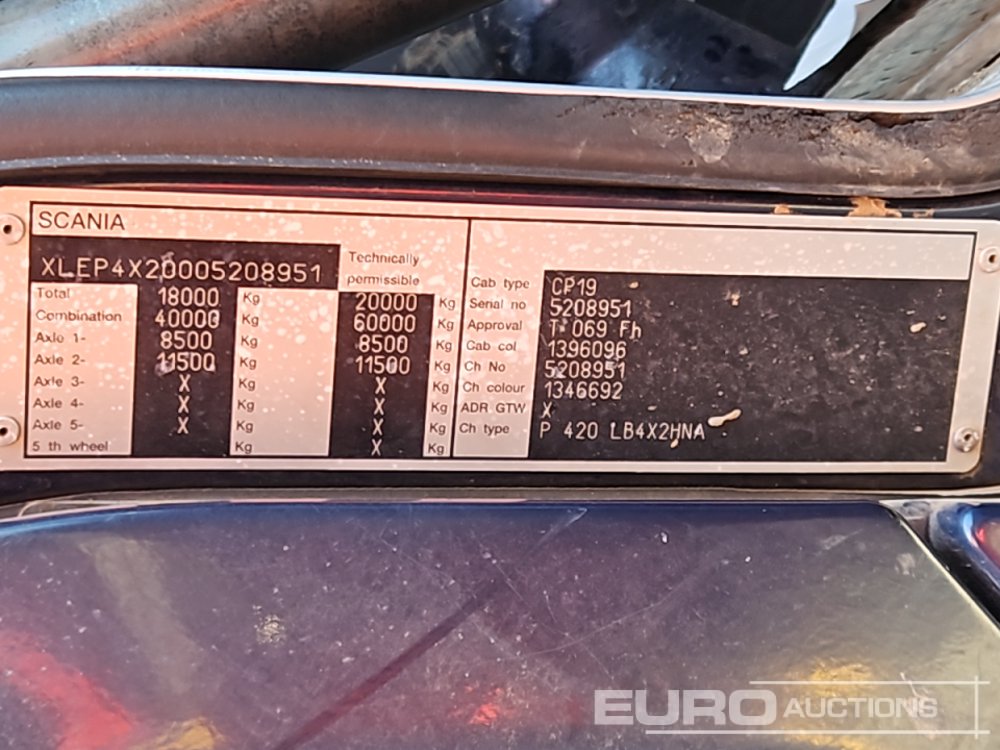 SCANIA
XLEP4X20005208951
Technically
permissible
Total 18000 Kg 20000 Kg
Combination 40000 Kg 60000 Kg
Axle 1- 8500 Kg 8500 Kg
Axle 2- 11500 Kg 11500 Kg
Axle 3- X Kg X Kg
Axle 4- X Kg X Kg
Axle 5- X Kg X Kg
5 th wheel Kg X Kg
Cab type CP19
Serial no 5208951
Approval T 069 Fh
Cab col 1396096
Ch No 5208951
Ch colour 1346692
ADR GTW X
Ch type P 420 LB4X2HNA
EURO AUCTIONS